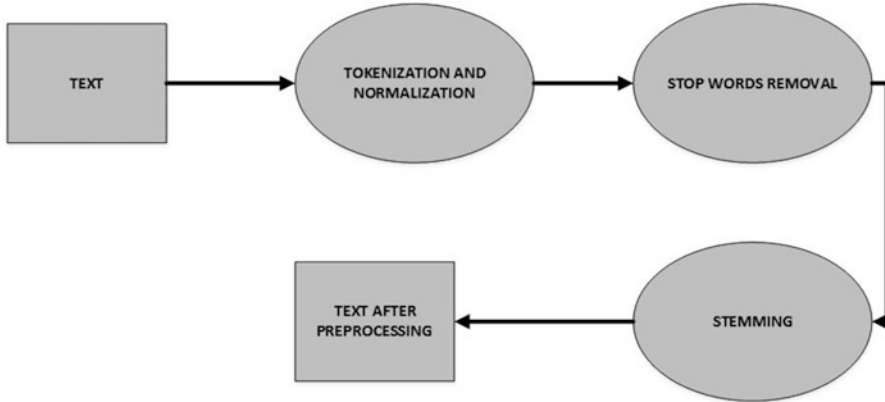 TEXT
TOKENIZATION AND
NORMALIZATION
STOP WORDS REMOVAL
STEMMING
TEXT AFTER
PREPROCESSING